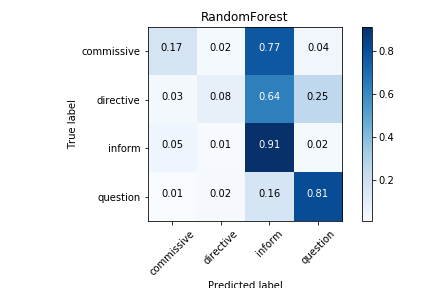 RandomForest
commissive 0.17 0.02 0.77 0.04
directive 0.03 0.08 0.64 0.25
inform 0.05 0.01 0.91 0.02
question 0.01 0.02 0.16 0.81
True label
commissive directive inform question
Predicted label
0.8
0.6
0.4
0.2